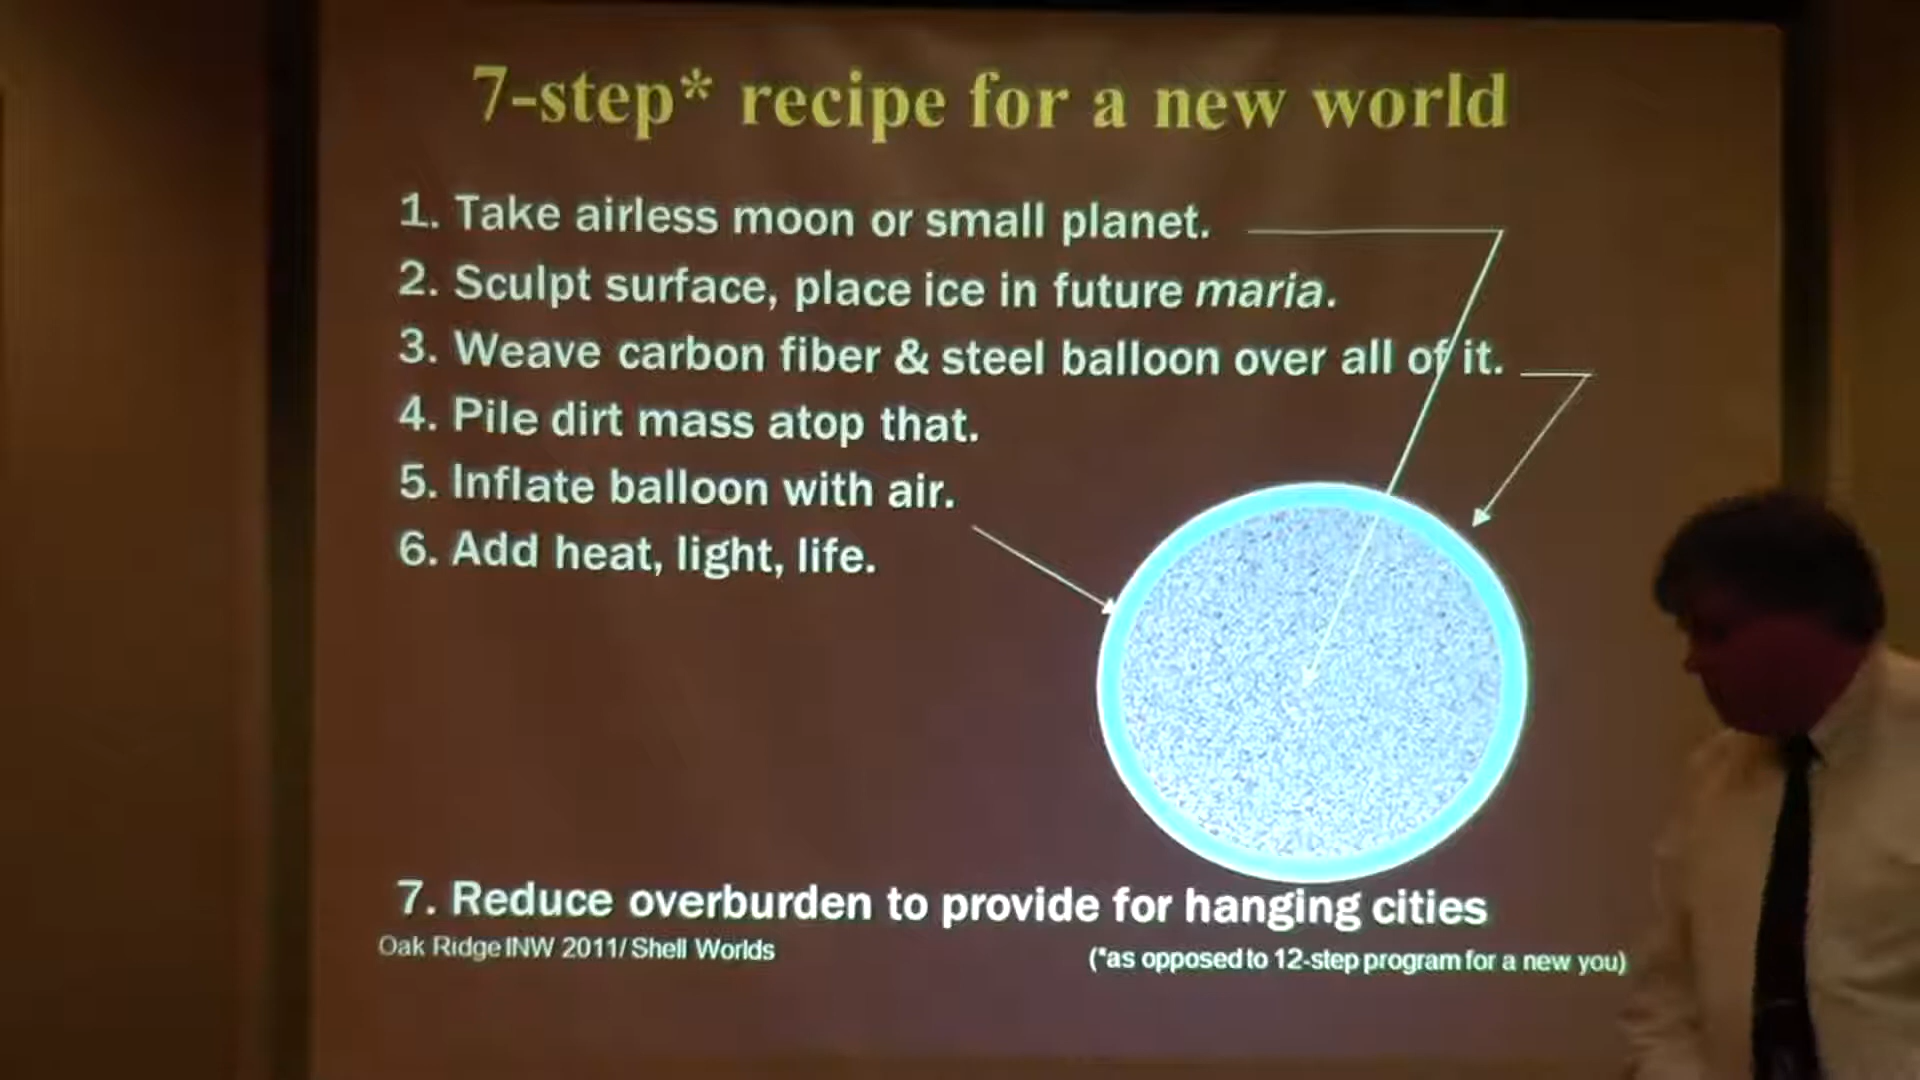 7-step* recipe for a new world
1. Take airless moon or small planet.
2. Sculpt surface, place ice in future maria.
3. Weave carbon fiber & steel balloon over all of it.
4. Pile dirt mass atop that.
5. Inflate balloon with air.
6. Add heat, light, life.
7. Reduce overburden to provide for hanging cities
Oak Ridge INW 2011/ Shell Worlds
(*as opposed to 12-step program for a new you)